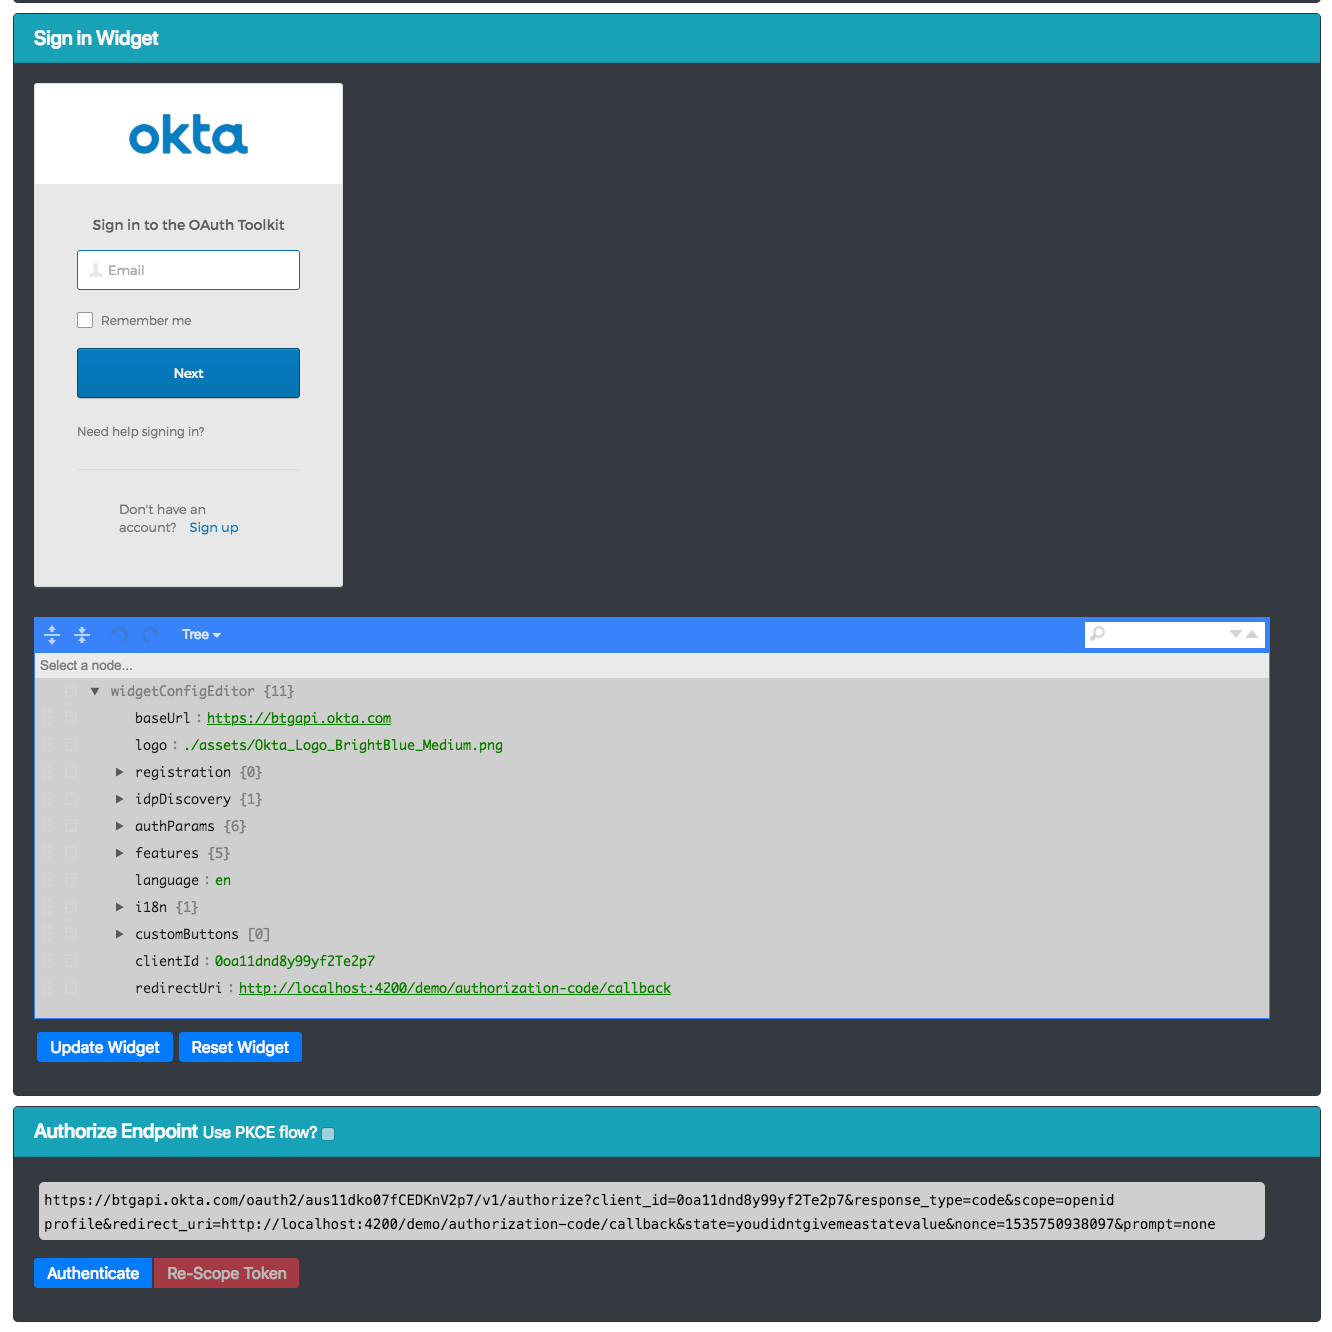 Sign in Widget
okta
Sign in to the OAuth Toolkit
Email
Remember me
Next
Need help signing in?
Don't have an
account? Sign up
Tree
Select a node...
widgetConfigEditor {11}
baseUrl : https://btgapi.okta.com
logo : ./assets/Okta_Logo_BrightBlue_Medium.png
registration {0}
idpDiscovery {1}
authParams {6}
features {5}
language : en
i18n {1}
customButtons [0]
clientId : 0oa11dnd8y99yf2Te2p7
redirectUri : http://localhost:4200/demo/authorization-code/callback
Update Widget Reset Widget
Authorize Endpoint Use PKCE flow?
https://btgapi.okta.com/oauth2/aus11dko07fCEDKnV2p7/v1/authorize?client_id=0oa11dnd8y99yf2Te2p7&response_type=code&scope=openid
profile&redirect_uri=http://localhost:4200/demo/authorization-code/callback&state=youdidntgivemeastatevalue&nonce=1535750938097&prompt=none
Authenticate Re-Scope Token